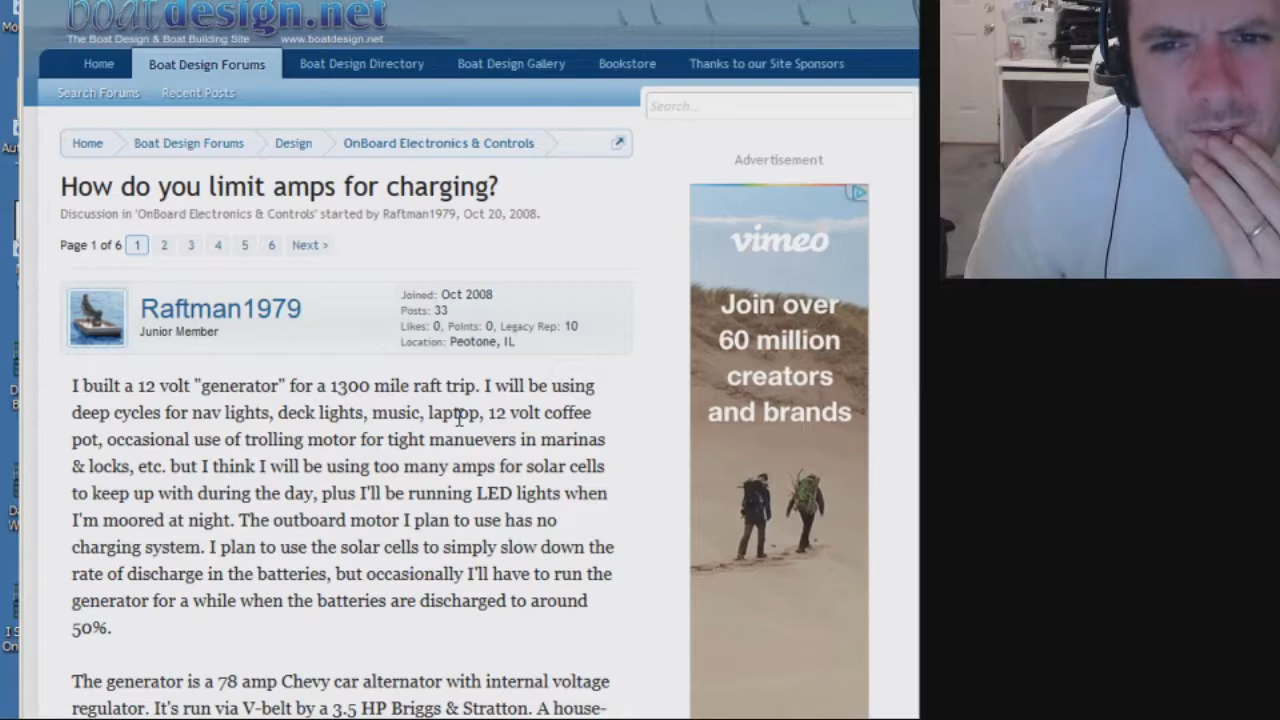 boatdesign.net
The Boat Design & Boat Building Site www.boatdesign.net
Home Boat Design Forums Boat Design Directory Boat Design Gallery Bookstore Thanks to our Site Sponsors
Search Forums Recent Posts
Search...
Home Boat Design Forums Design OnBoard Electronics & Controls
Advertisement
How do you limit amps for charging?
Discussion in 'OnBoard Electronics & Controls' started by Raftman1979, Oct 20, 2008.
Page 1 of 6 1 2 3 4 5 6 Next >
Raftman1979
Junior Member
Joined: Oct 2008
Posts: 33
Likes: 0, Points: 0, Legacy Rep: 10
Location: Peotone, IL
I built a 12 volt "generator" for a 1300 mile raft trip. I will be using
deep cycles for nav lights, deck lights, music, laptop, 12 volt coffee
pot, occasional use of trolling motor for tight manuevers in marinas
& locks, etc. but I think I will be using too many amps for solar cells
to keep up with during the day, plus I'll be running LED lights when
I'm moored at night. The outboard motor I plan to use has no
charging system. I plan to use the solar cells to simply slow down the
rate of discharge in the batteries, but occasionally I'll have to run the
generator for a while when the batteries are discharged to around
50%.
The generator is a 78 amp Chevy car alternator with internal voltage
regulator. It's run via V-belt by a 3.5 HP Briggs & Stratton. A house-
vimeo
Join over
60 million
creators
and brands